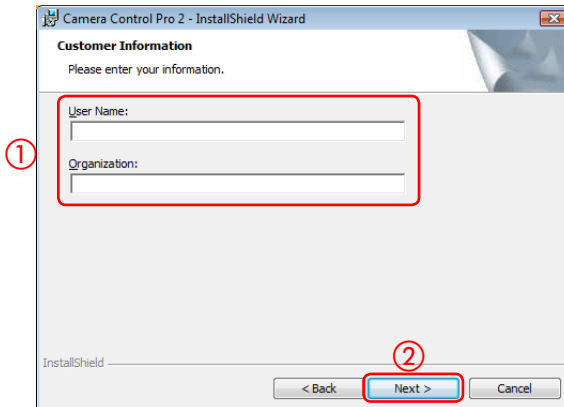 Camera Control Pro 2 - InstallShield Wizard
Customer Information
Please enter your information.
User Name:
①
Organization:
②
InstallShield
< Back Next > Cancel